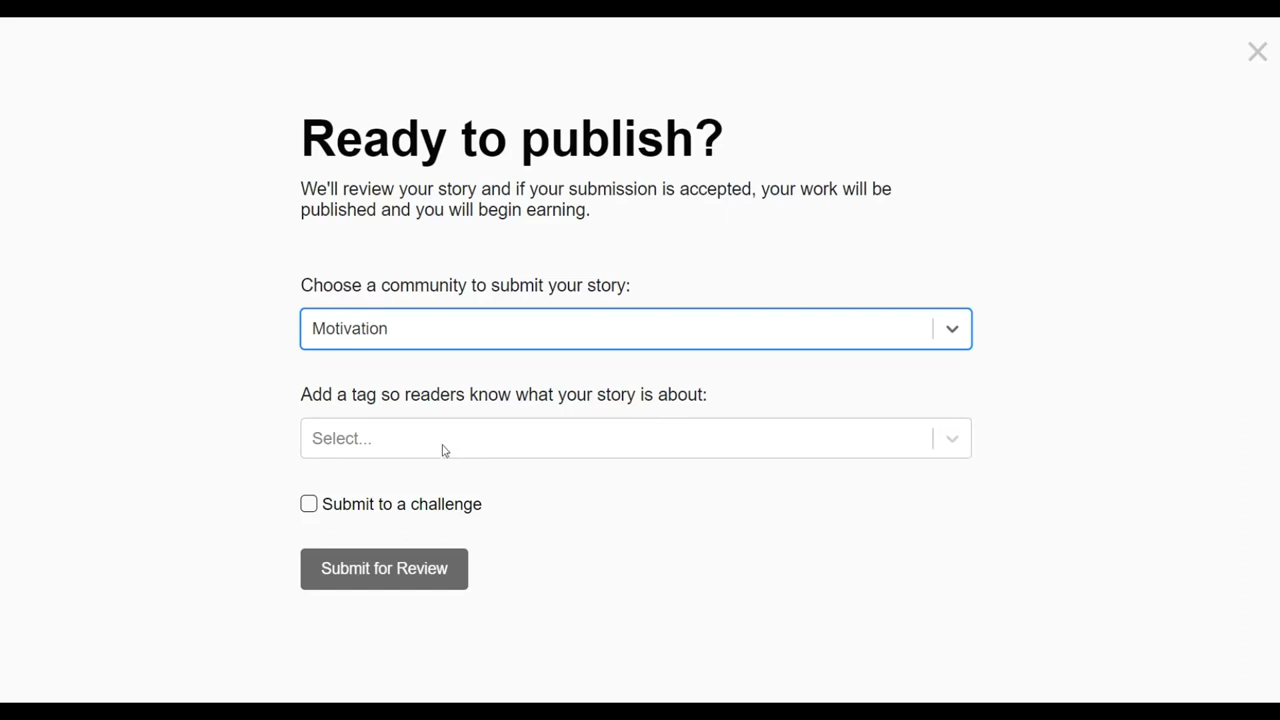 Ready to publish?
We'll review your story and if your submission is accepted, your work will be
published and you will begin earning.
Choose a community to submit your story:
Motivation
Add a tag so readers know what your story is about:
Select...
Submit to a challenge
Submit for Review